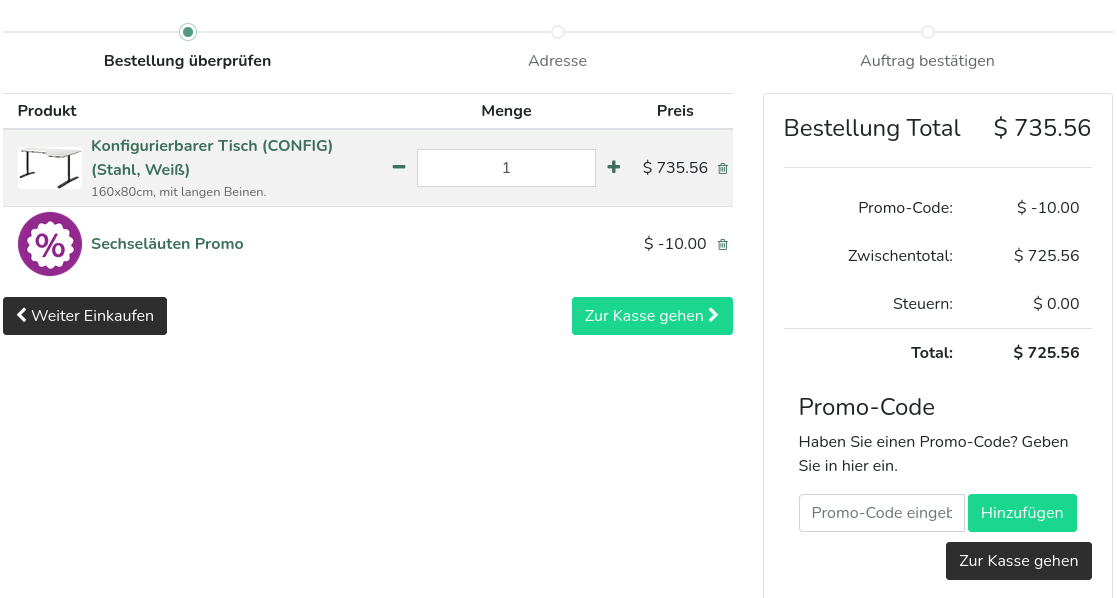 Bestellung überprüfen
Adresse
Auftrag bestätigen
Produkt Menge Preis
Konfigurierbarer Tisch (CONFIG)
(Stahl, Weiß)
160x80cm, mit langen Beinen.
1
$ 735.56
%
Sechseläuten Promo
$ -10.00
Weiter Einkaufen
Zur Kasse gehen
Bestellung Total $ 735.56
Promo-Code: $ -10.00
Zwischentotal: $ 725.56
Steuern: $ 0.00
Total: $ 725.56
Promo-Code
Haben Sie einen Promo-Code? Geben
Sie in hier ein.
Promo-Code eingeb
Hinzufügen
Zur Kasse gehen